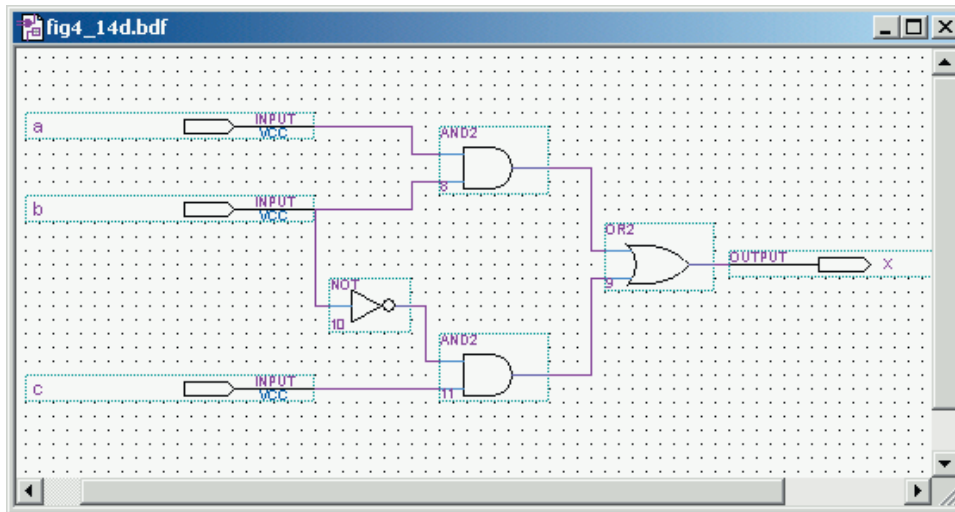 fig4_14d.bdf
a INPUT
VCC
AND2
8
b INPUT
VCC
OR2
9
OUTPUT X
NOT
10
AND2
11
c INPUT
VCC